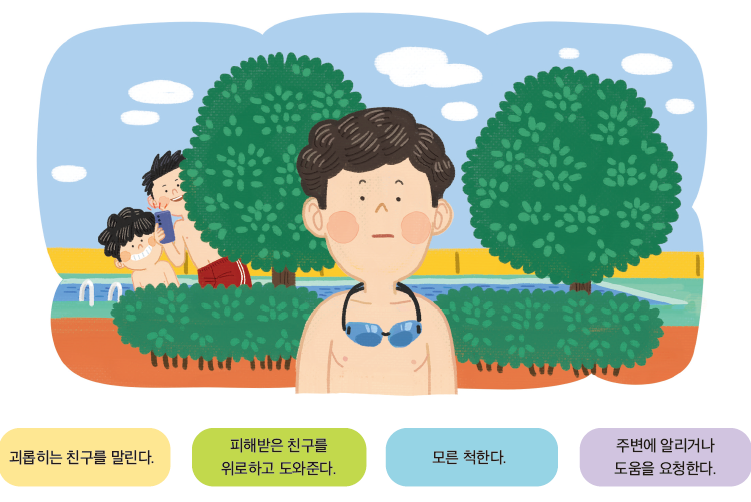 괴롭히는 친구를 말린다.
피해받은 친구를
위로하고 도와준다.
모른 척한다.
주변에 알리거나
도움을 요청한다.